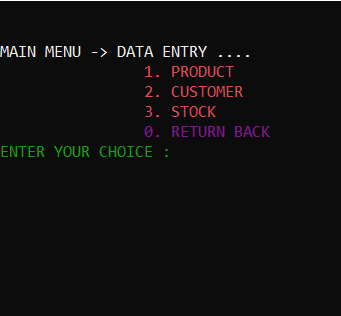 MAIN MENU -> DATA ENTRY ....
1. PRODUCT
2. CUSTOMER
3. STOCK
0. RETURN BACK
ENTER YOUR CHOICE :